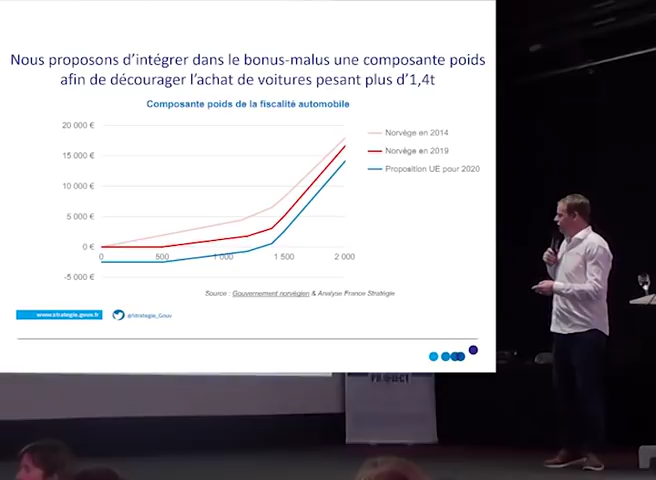 Nous proposons d'intégrer dans le bonus-malus une composante poids
afin de décourager l'achat de voitures pesant plus d'1,4t
Composante poids de la fiscalité automobile
20 000 €
15 000 €
10 000 €
5 000 €
0 €
-5 000 €
0
500
1 000
1 500
2 000
Norvège en 2014
Norvège en 2019
Proposition UE pour 2020
Source : Gouvernement norvégien & Analyse France Stratégie
www.strategie.gouv.fr
@Strategie_Gouv
PROJECT